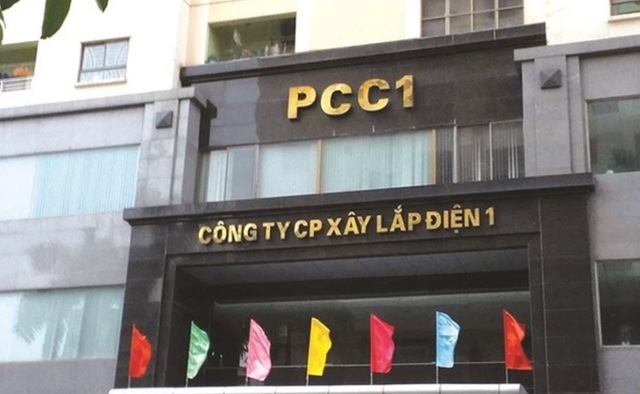 PCC1
CÔNG TY CP XÂY LẮP ĐIỆN 1